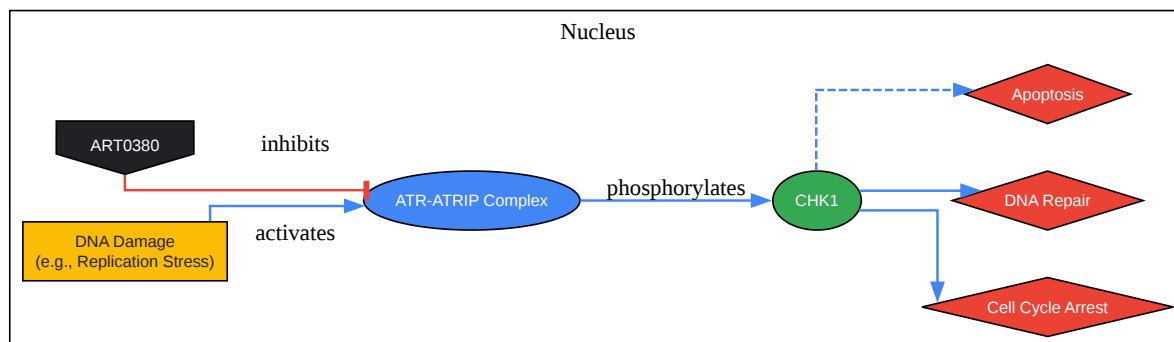 Nucleus
Apoptosis
ART0380
inhibits
phosphorylates
ATR-ATRIP Complex
CHK1
DNA Repair
activates
DNA Damage
(e.g., Replication Stress)
Cell Cycle Arrest